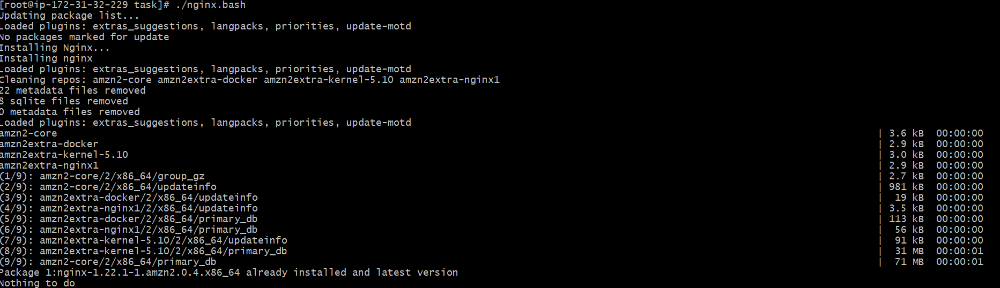 [root@ip-172-31-32-229 task]# ./nginx.bash
Updating package list...
Loaded plugins: extras_suggestions, langpacks, priorities, update-motd
No packages marked for update
Installing Nginx...
Installing nginx
Loaded plugins: extras_suggestions, langpacks, priorities, update-motd
Cleaning repos: amzn2-core amzn2extra-docker amzn2extra-kernel-5.10 amzn2extra-nginx1
22 metadata files removed
8 sqlite files removed
0 metadata files removed
Loaded plugins: extras_suggestions, langpacks, priorities, update-motd
amzn2-core | 3.6 kB 00:00:00
amzn2extra-docker | 2.9 kB 00:00:00
amzn2extra-kernel-5.10 | 3.0 kB 00:00:00
amzn2extra-nginx1 | 2.9 kB 00:00:00
(1/9): amzn2-core/2/x86_64/group_gz | 2.7 kB 00:00:00
(2/9): amzn2-core/2/x86_64/updateinfo | 981 kB 00:00:00
(3/9): amzn2extra-docker/2/x86_64/updateinfo | 19 kB 00:00:00
(4/9): amzn2extra-nginx1/2/x86_64/updateinfo | 3.5 kB 00:00:00
(5/9): amzn2extra-docker/2/x86_64/primary_db | 113 kB 00:00:00
(6/9): amzn2extra-nginx1/2/x86_64/primary_db | 56 kB 00:00:00
(7/9): amzn2extra-kernel-5.10/2/x86_64/updateinfo | 91 kB 00:00:00
(8/9): amzn2extra-kernel-5.10/2/x86_64/primary_db | 31 MB 00:00:01
(9/9): amzn2-core/2/x86_64/primary_db | 71 MB 00:00:01
Package 1:nginx-1.22.1-1.amzn2.0.4.x86_64 already installed and latest version
Nothing to do